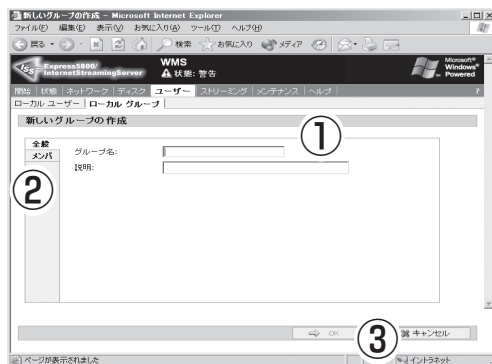 新しいグループの作成 - Microsoft Internet Explorer
ファイル(F) 編集(E) 表示(V) お気に入り(A) ツール(T) ヘルプ(H)
戻る 検索 お気に入り メディア
iss Express5800/ InternetStreamingServer
WMS
状態: 警告
Microsoft® Windows® Powered
開始 状態 ネットワーク ディスク ユーザー ストリーミング メンテナンス ヘルプ ?
ローカル ユーザー ローカル グループ
新しいグループの作成
全般
メンバ
グループ名:
説明:
①
②
③
OK
キャンセル
ページが表示されました
イントラネット